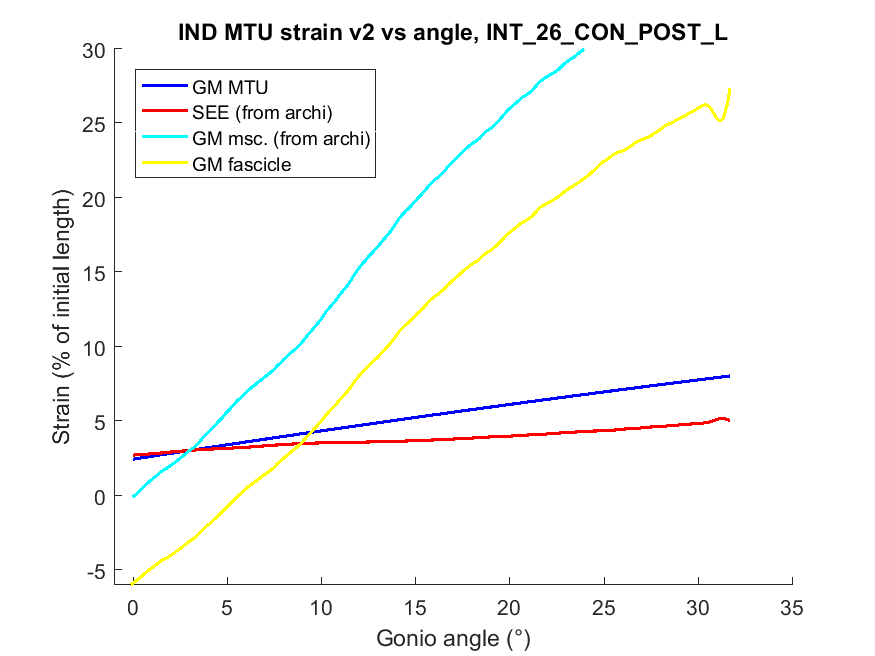 IND MTU strain v2 vs angle, INT_26_CON_POST_L
30
25
20
15
10
5
0
-5
Strain (% of initial length)
GM MTU
SEE (from archi)
GM msc. (from archi)
GM fascicle
0 5 10 15 20 25 30 35
Gonio angle (°)